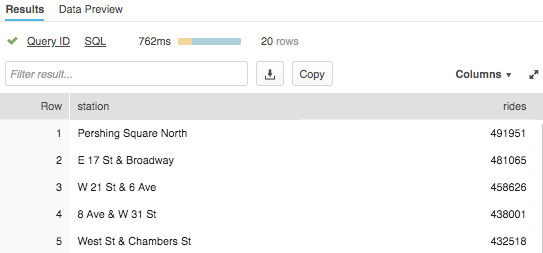 Results Data Preview
Query ID SQL 762ms 20 rows
Filter result... Copy Columns
Row station rides
1 Pershing Square North 491951
2 E 17 St & Broadway 481065
3 W 21 St & 6 Ave 458626
4 8 Ave & W 31 St 438001
5 West St & Chambers St 432518